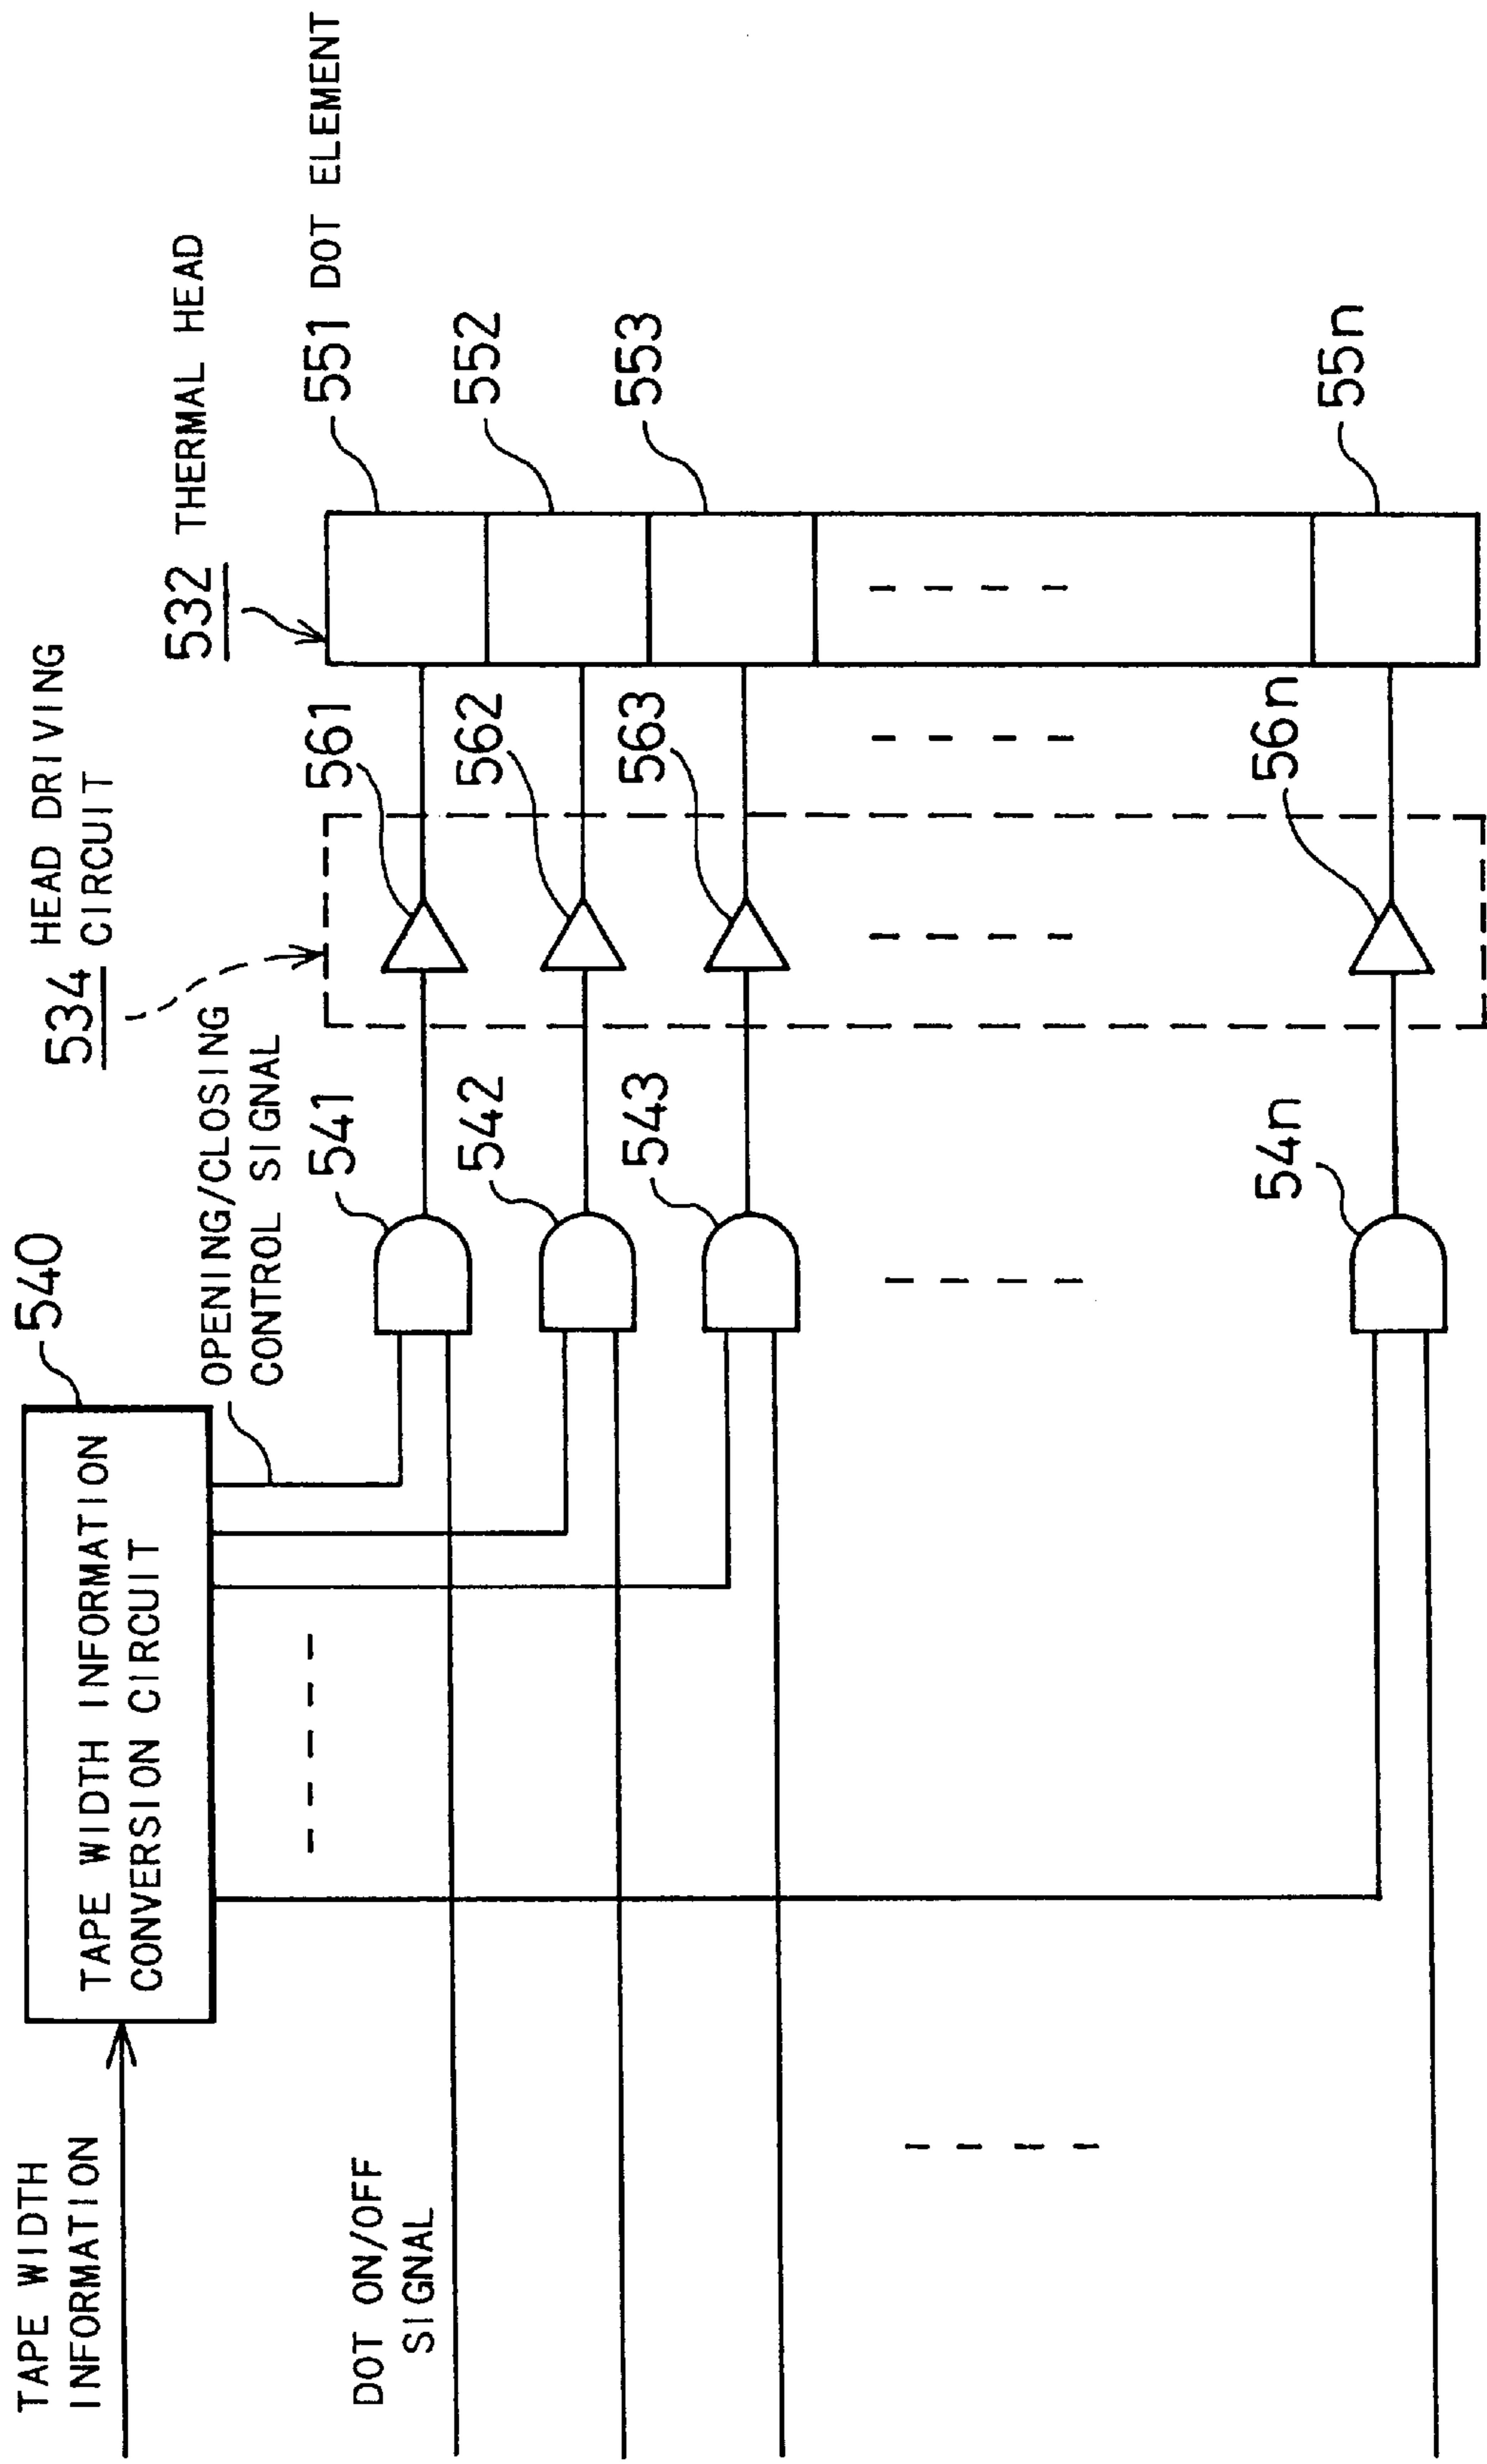 TAPE WIDTH
INFORMATION
TAPE WIDTH INFORMATION
CONVERSION CIRCUIT
540
OPENING/CLOSING
CONTROL SIGNAL
534 HEAD DRIVING
CIRCUIT
532 THERMAL HEAD
DOT ON/OFF
SIGNAL
541
561
551 DOT ELEMENT
542
562
552
543
563
553
54n
56n
55n